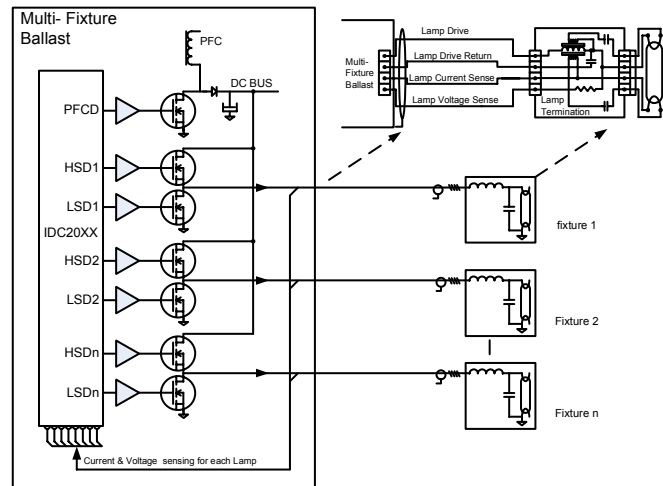 Multi- Fixture
Ballast
PFC
DC BUS
PFCD
HSD1
LSD1
IDC20XX
HSD2
LSD2
HSDn
LSDn
Current & Voltage sensing for each Lamp
Multi-
Fixture
Ballast
Lamp Drive
Lamp Drive Return
Lamp Current Sense
Lamp Voltage Sense
Lamp
Termination
fixture 1
Fixture 2
Fixture n